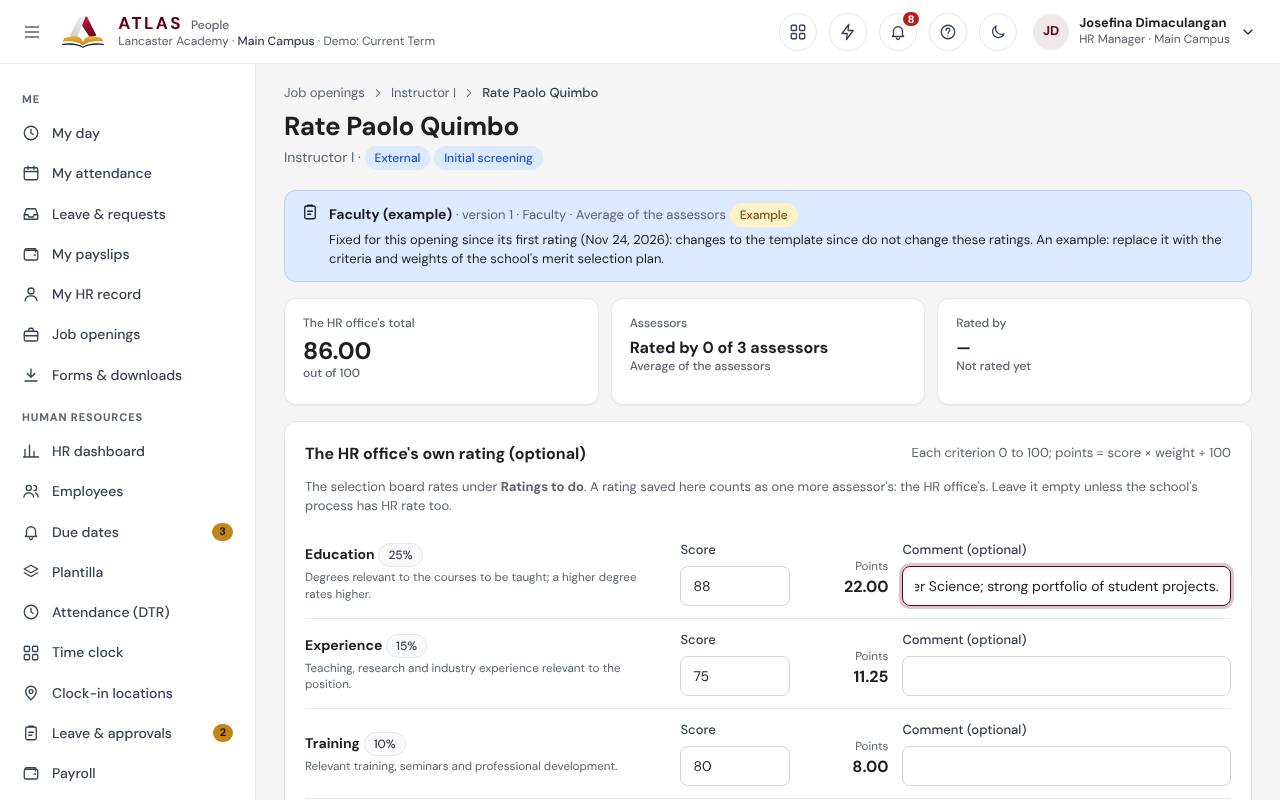 ATLAS People
Lancaster Academy · Main Campus · Demo: Current Term
8
JD
Josefina Dimaculangan
HR Manager · Main Campus
ME
My day
My attendance
Leave & requests
My payslips
My HR record
Job openings
Forms & downloads
HUMAN RESOURCES
HR dashboard
Employees
Due dates 3
Plantilla
Attendance (DTR)
Time clock
Clock-in locations
Leave & approvals 2
Payroll
Job openings > Instructor I > Rate Paolo Quimbo
Rate Paolo Quimbo
Instructor I · External Initial screening
Faculty (example) · version 1 · Faculty · Average of the assessors Example
Fixed for this opening since its first rating (Nov 24, 2026): changes to the template since do not change these ratings. An example: replace it with the
criteria and weights of the school's merit selection plan.
The HR office's total
86.00
out of 100
Assessors
Rated by 0 of 3 assessors
Average of the assessors
Rated by
—
Not rated yet
The HR office's own rating (optional)
Each criterion 0 to 100; points = score × weight ÷ 100
The selection board rates under Ratings to do. A rating saved here counts as one more assessor's: the HR office's. Leave it empty unless the school's
process has HR rate too.
Education 25%
Degrees relevant to the courses to be taught; a higher degree
rates higher.
Score
88
Points
22.00
Comment (optional)
er Science; strong portfolio of student projects.
Experience 15%
Teaching, research and industry experience relevant to the
position.
Score
75
Points
11.25
Comment (optional)
Training 10%
Relevant training, seminars and professional development.
Score
80
Points
8.00
Comment (optional)